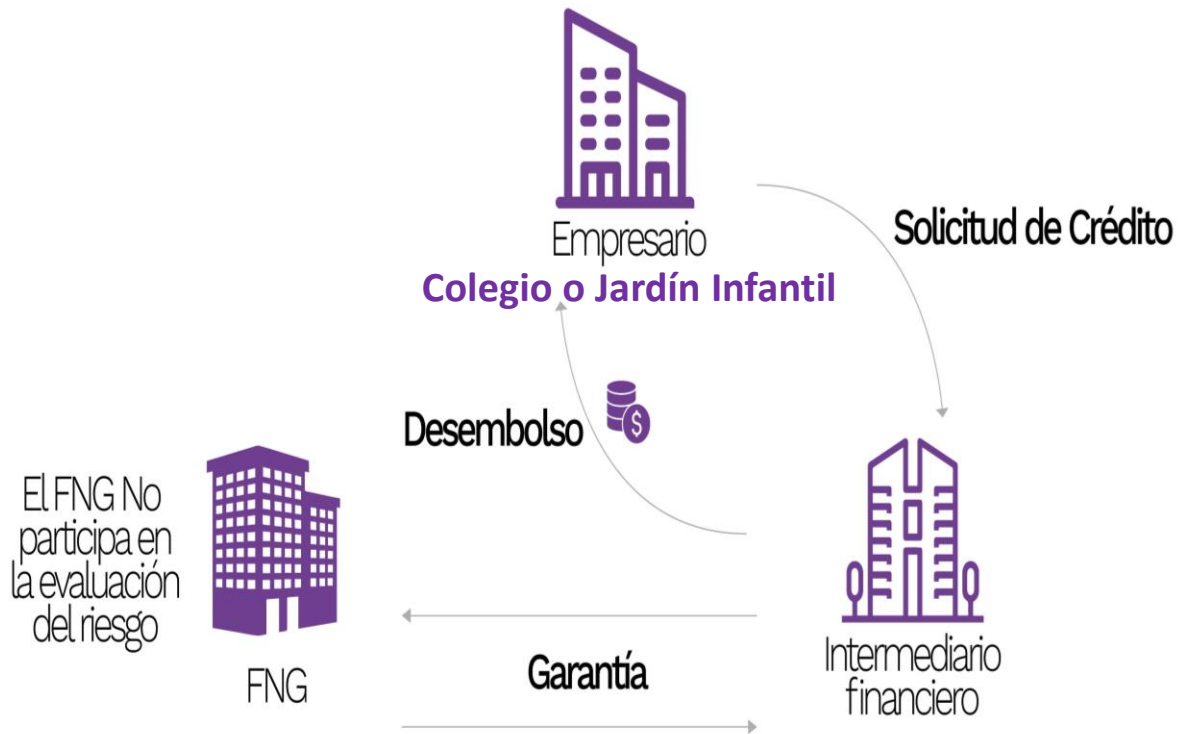 Empresario
Colegio o Jardín Infantil
Solicitud de Crédito
Desembolso
$
El FNG No
participa en
la evaluación
del riesgo
FNG
Garantía
Intermediario
financiero